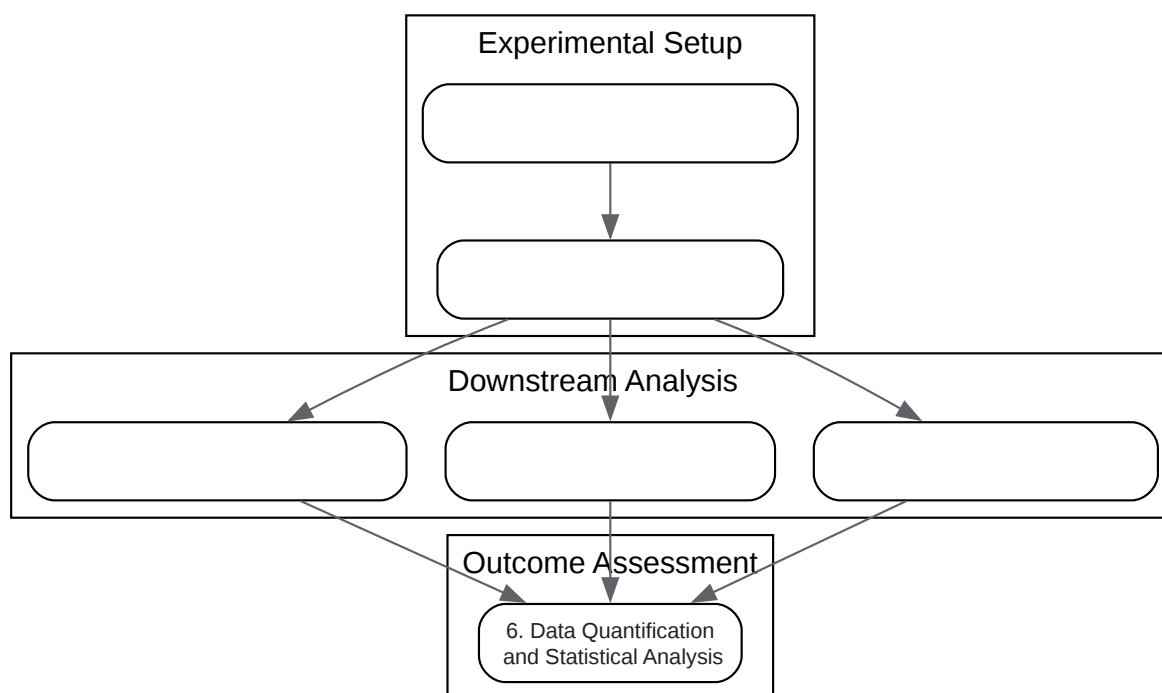 Experimental Setup
Downstream Analysis
Outcome Assessment
6. Data Quantification
and Statistical Analysis